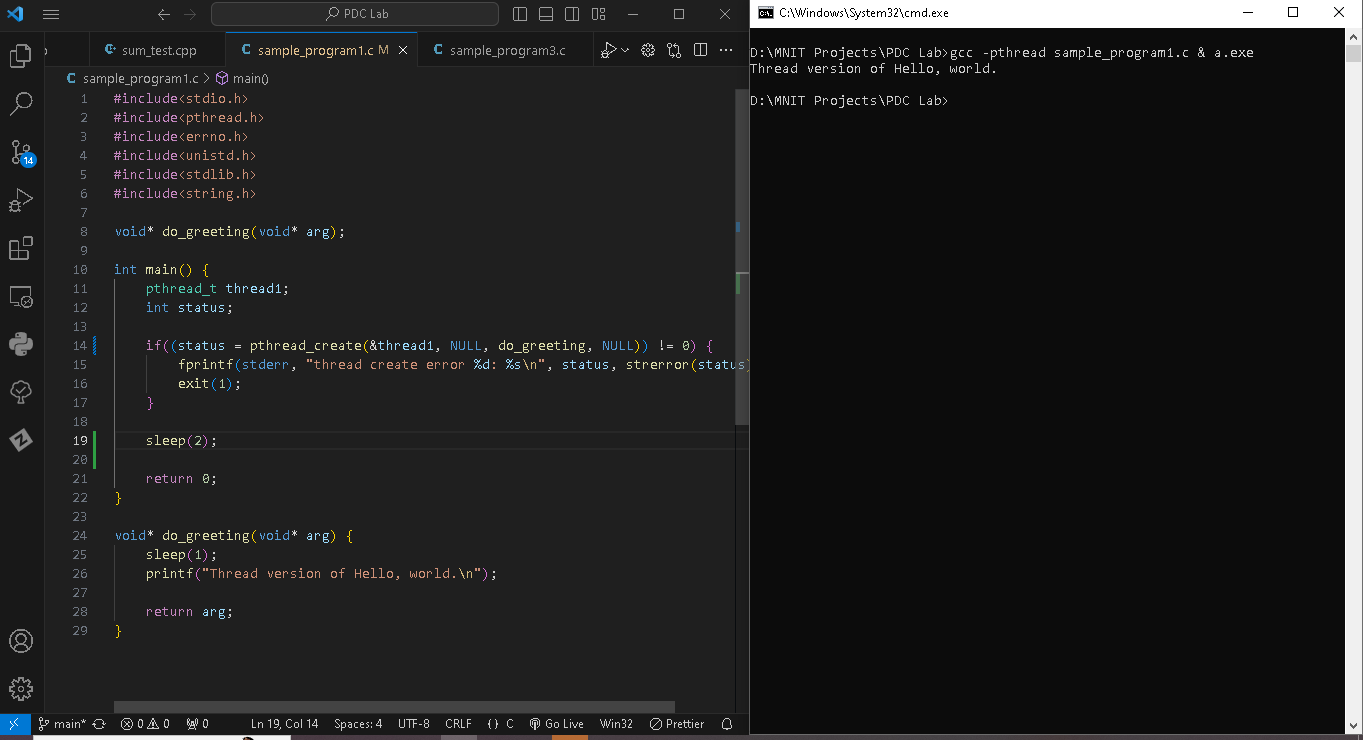 PDC Lab
sum_test.cpp
sample_program1.c M
sample_program3.c
sample_program1.c > main()
1 #include<stdio.h>
2 #include<pthread.h>
3 #include<errno.h>
4 #include<unistd.h>
5 #include<stdlib.h>
6 #include<string.h>
7
8 void* do_greeting(void* arg);
9
10 int main() {
11 pthread_t thread1;
12 int status;
13
14 if((status = pthread_create(&thread1, NULL, do_greeting, NULL)) != 0) {
15 fprintf(stderr, "thread create error %d: %s\n", status, strerror(status)
16 exit(1);
17 }
18
19 sleep(2);
20
21 return 0;
22 }
23
24 void* do_greeting(void* arg) {
25 sleep(1);
26 printf("Thread version of Hello, world.\n");
27
28 return arg;
29 }
14
main* 0 0 0 Ln 19, Col 14 Spaces: 4 UTF-8 CRLF {} C Go Live Win32 Prettier
C:\Windows\System32\cmd.exe
D:\MNIT Projects\PDC Lab>gcc -pthread sample_program1.c & a.exe
Thread version of Hello, world.
D:\MNIT Projects\PDC Lab>